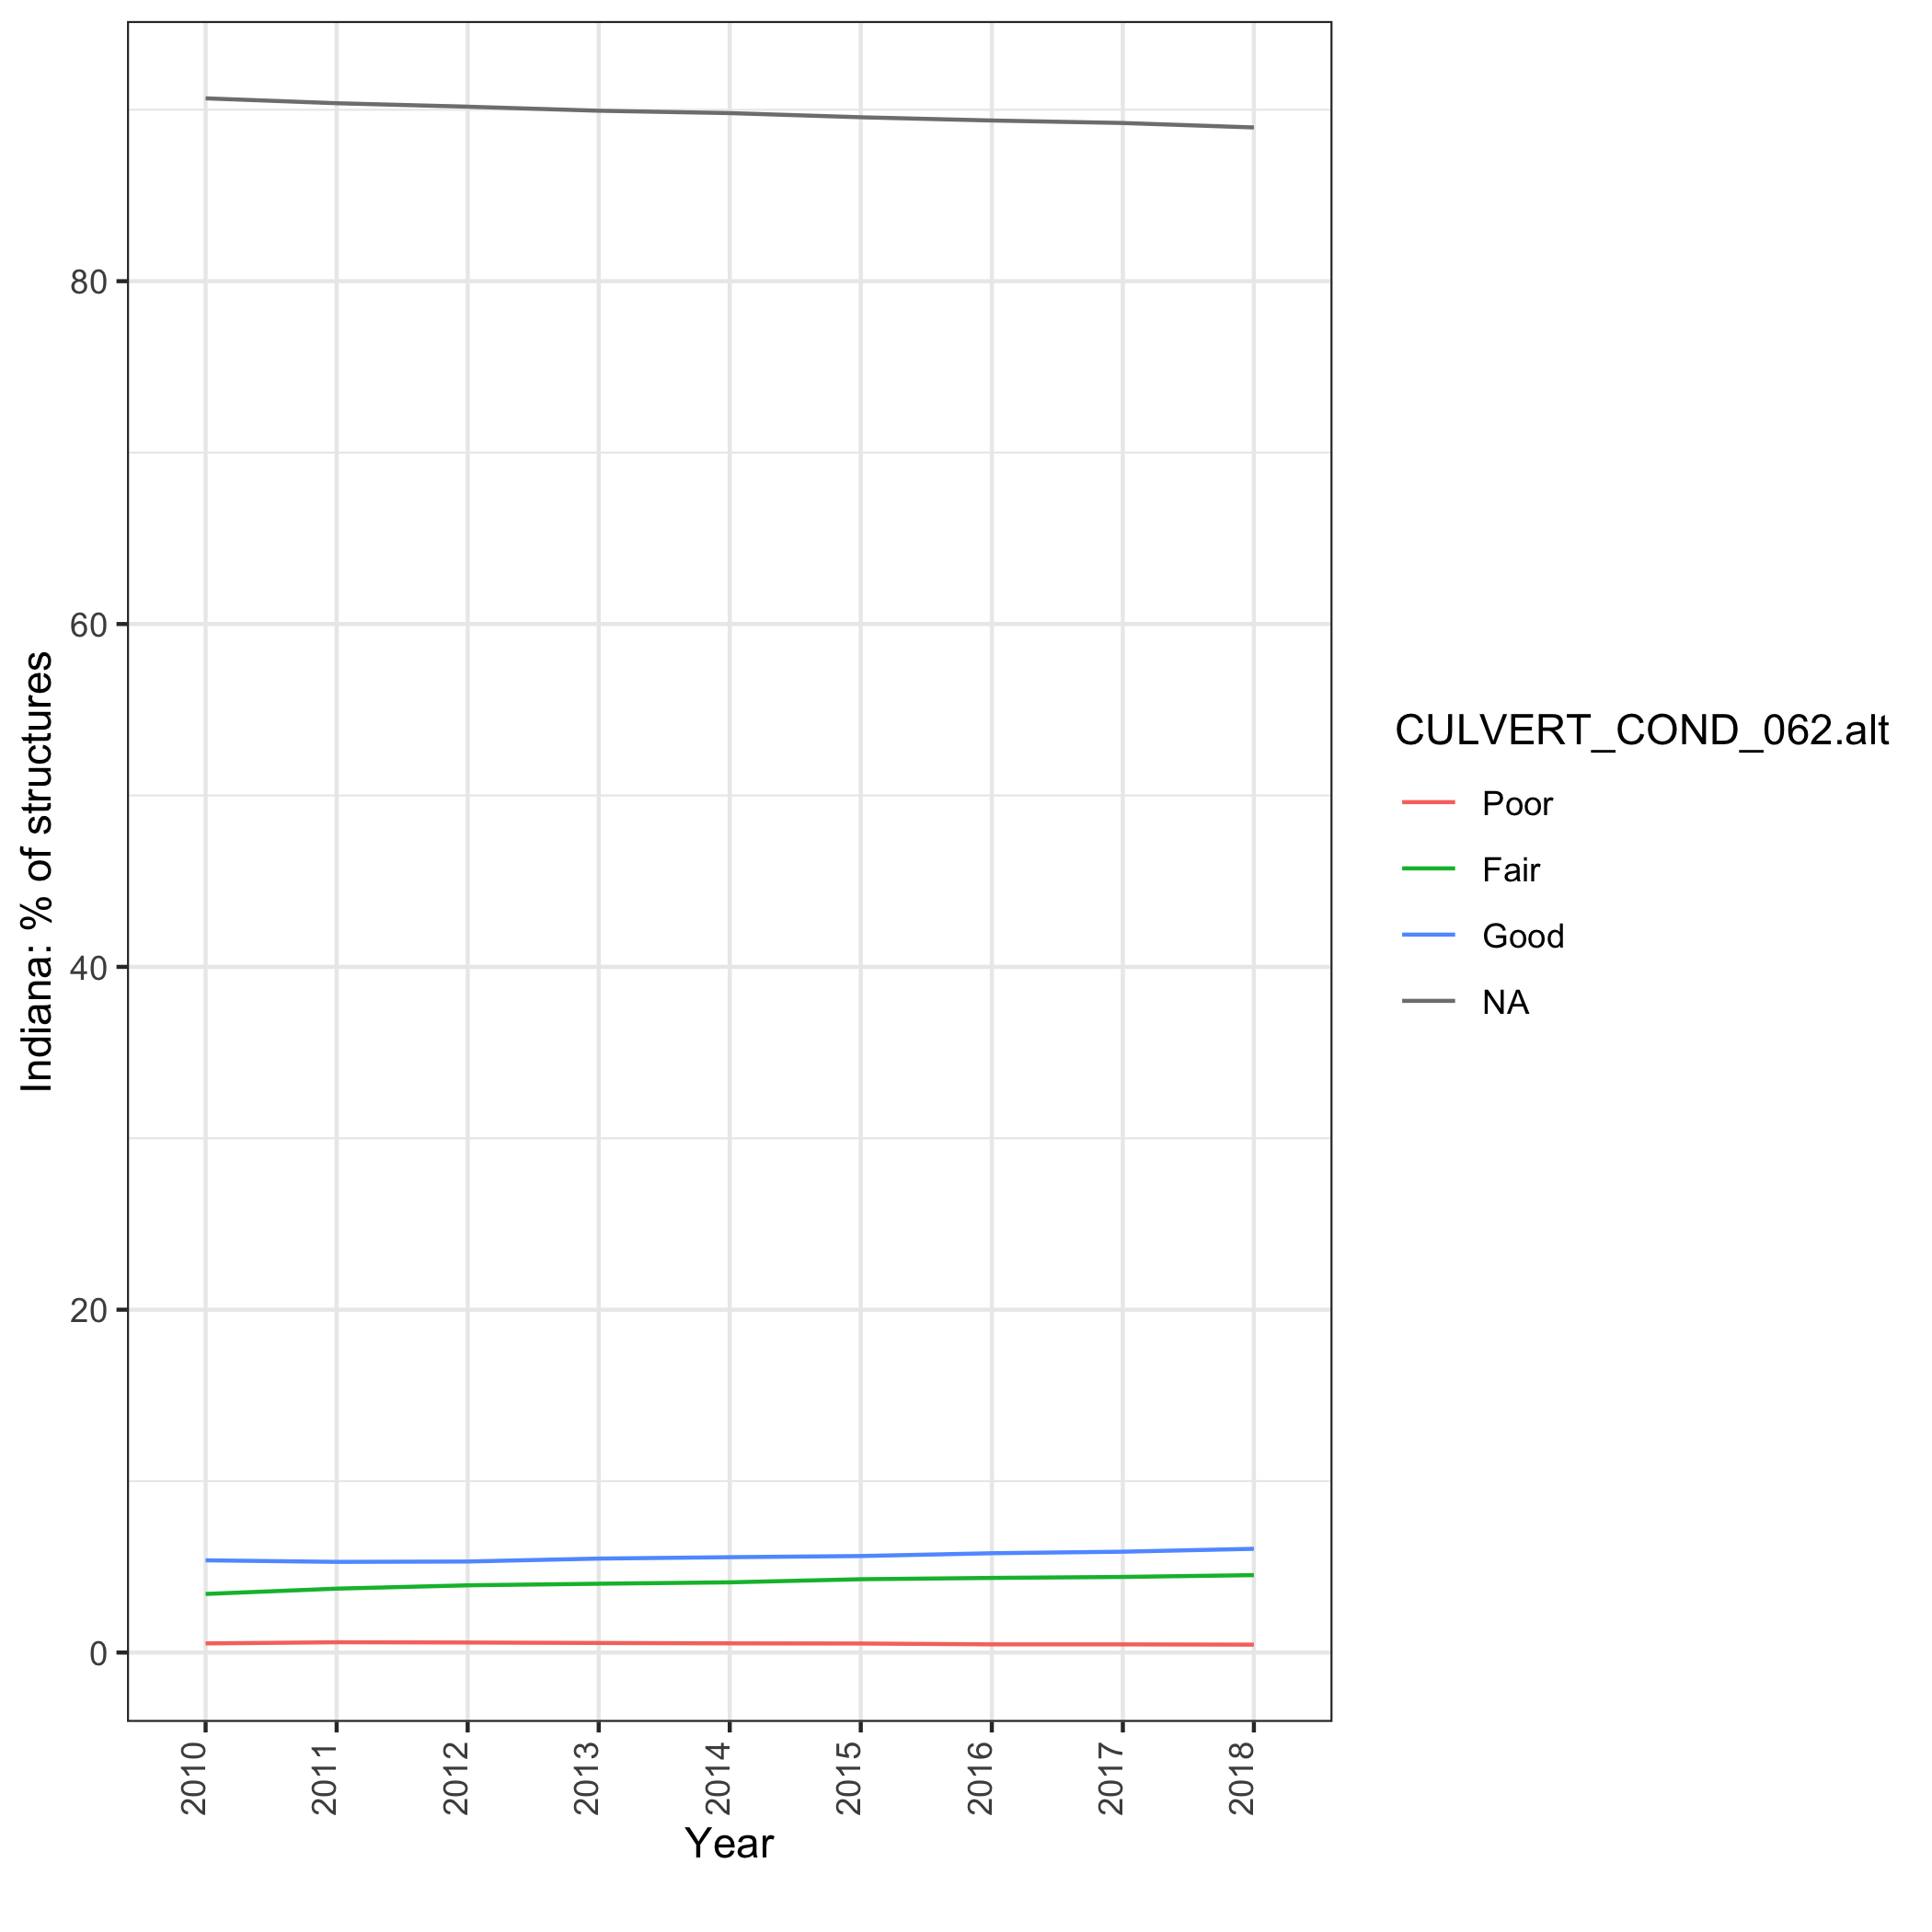 Indiana: % of structures
80
60
40
20
0
2010
2011
2012
2013
2014
2015
2016
2017
2018
Year
CULVERT_COND_062.alt
Poor
Fair
Good
NA